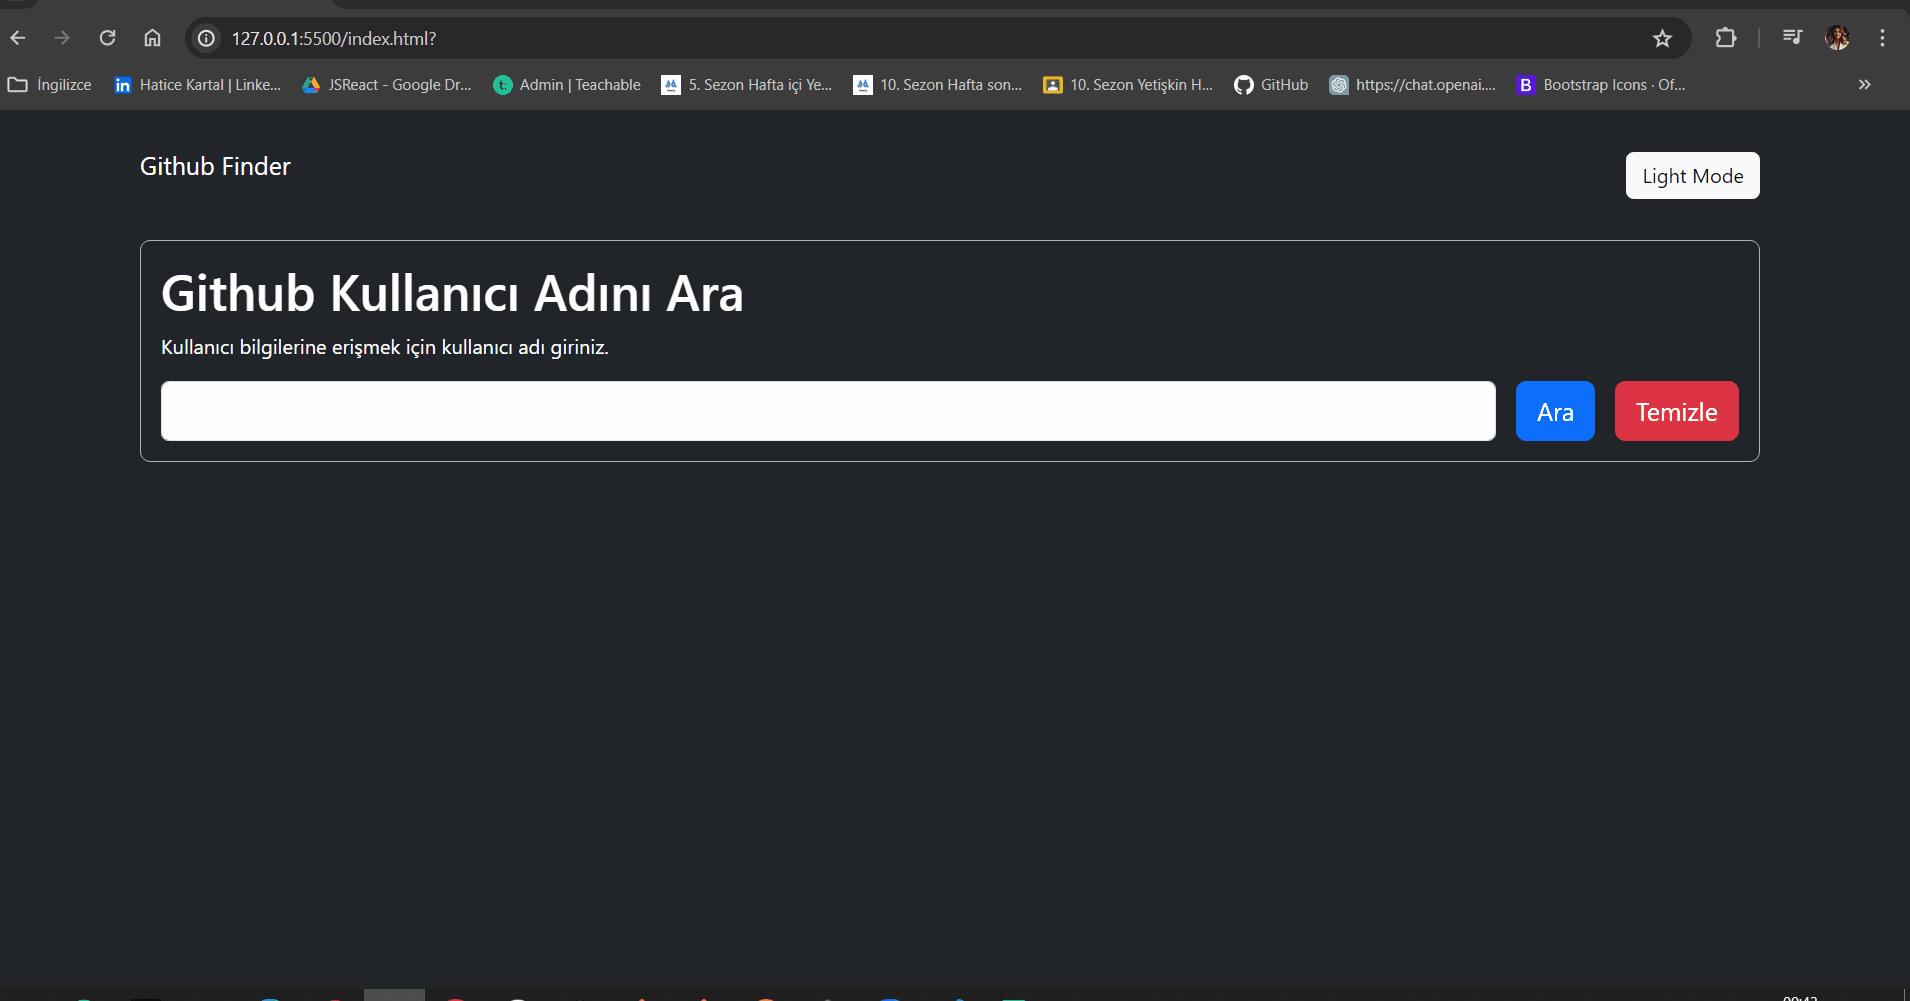 127.0.0.1:5500/index.html?
İngilizce
in Hatice Kartal | Linke...
JSReact - Google Dr...
t: Admin | Teachable
5. Sezon Hafta içi Ye...
10. Sezon Hafta son...
10. Sezon Yetişkin H...
GitHub
https://chat.openai....
B Bootstrap Icons · Of...
Github Finder
Light Mode
Github Kullanıcı Adını Ara
Kullanıcı bilgilerine erişmek için kullanıcı adı giriniz.
Ara
Temizle